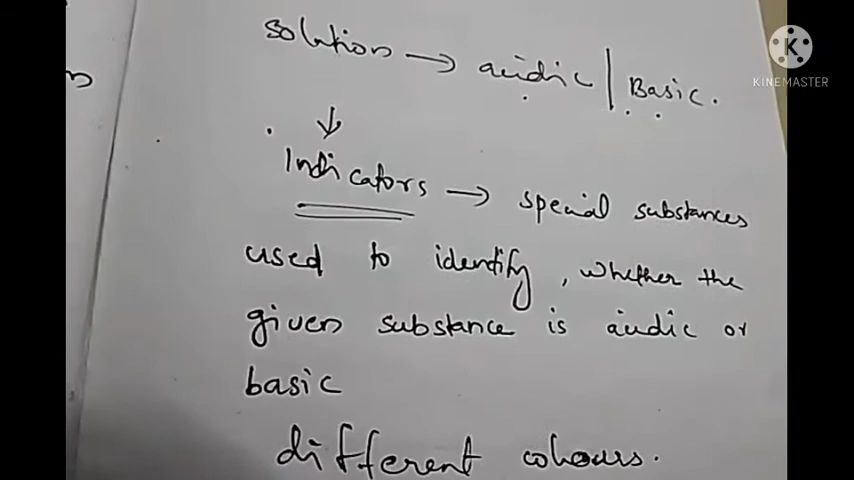 solution → acidic | Basic.
K
KINEMASTER
↓
Indicators → special substances
used to identify, whether the
given substance is acidic or
basic
different colours.